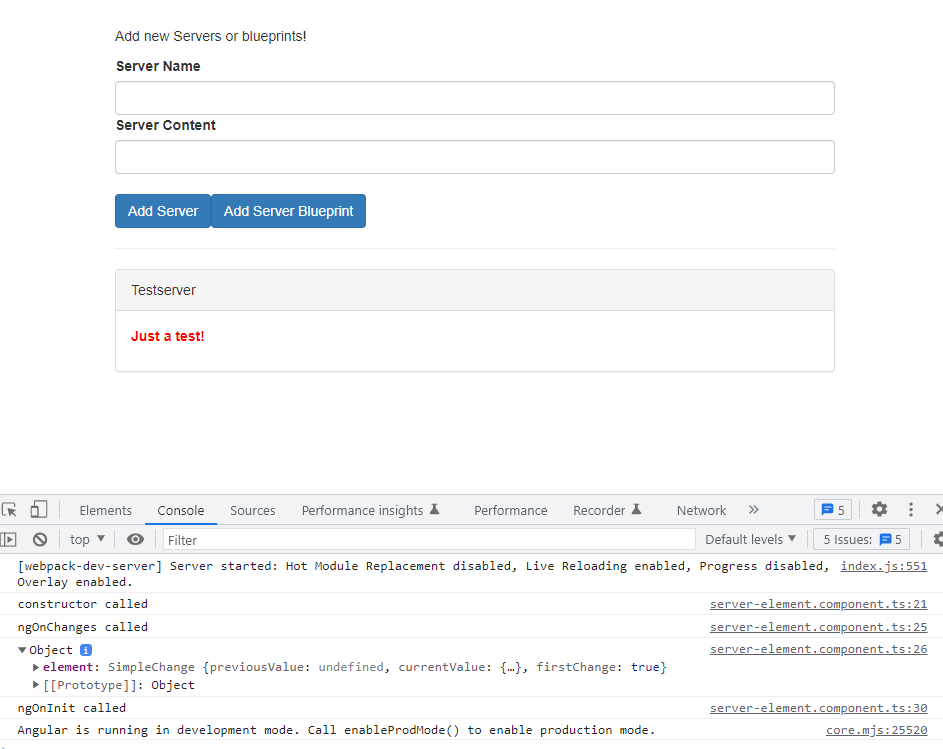 Add new Servers or blueprints!
Server Name
Server Content
Add Server Add Server Blueprint
Testserver
Just a test!
Elements Console Sources Performance insights Performance Recorder Network 5
top Filter Default levels 5 Issues: 5
[webpack-dev-server] Server started: Hot Module Replacement disabled, Live Reloading enabled, Progress disabled, index.js:551
Overlay enabled.
constructor called server-element.component.ts:21
ngOnChanges called server-element.component.ts:25
Object i server-element.component.ts:26
element: SimpleChange {previousValue: undefined, currentValue: {…}, firstChange: true}
[[Prototype]]: Object
ngOnInit called server-element.component.ts:30
Angular is running in development mode. Call enableProdMode() to enable production mode. core.mjs:25520